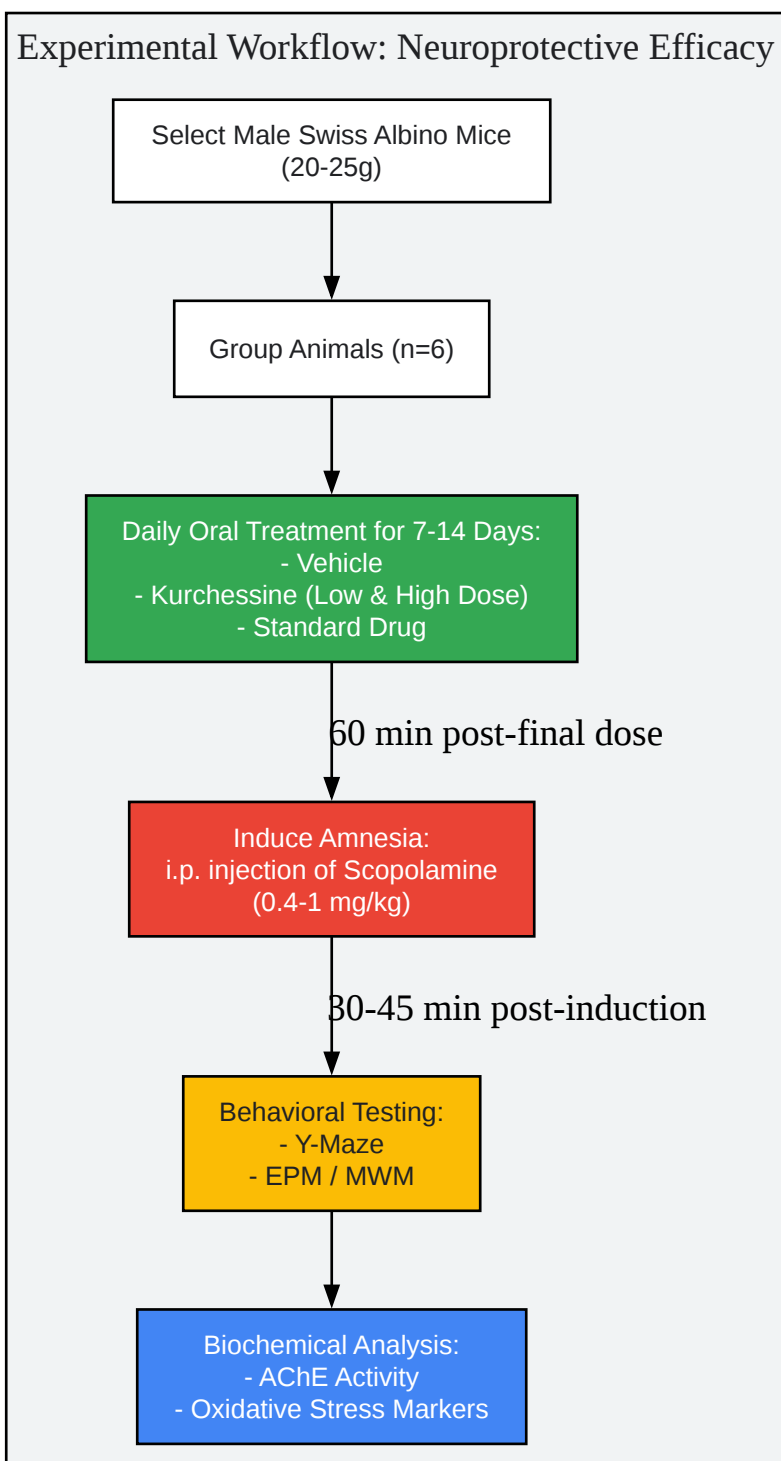 Experimental Workflow: Neuroprotective Efficacy
Select Male Swiss Albino Mice
(20-25g)
Group Animals (n=6)
Daily Oral Treatment for 7-14 Days:
- Vehicle
- Kurchessine (Low & High Dose)
- Standard Drug
60 min post-final dose
Induce Amnesia:
i.p. injection of Scopolamine
(0.4-1 mg/kg)
30-45 min post-induction
Behavioral Testing:
- Y-Maze
- EPM / MWM
Biochemical Analysis:
- AChE Activity
- Oxidative Stress Markers